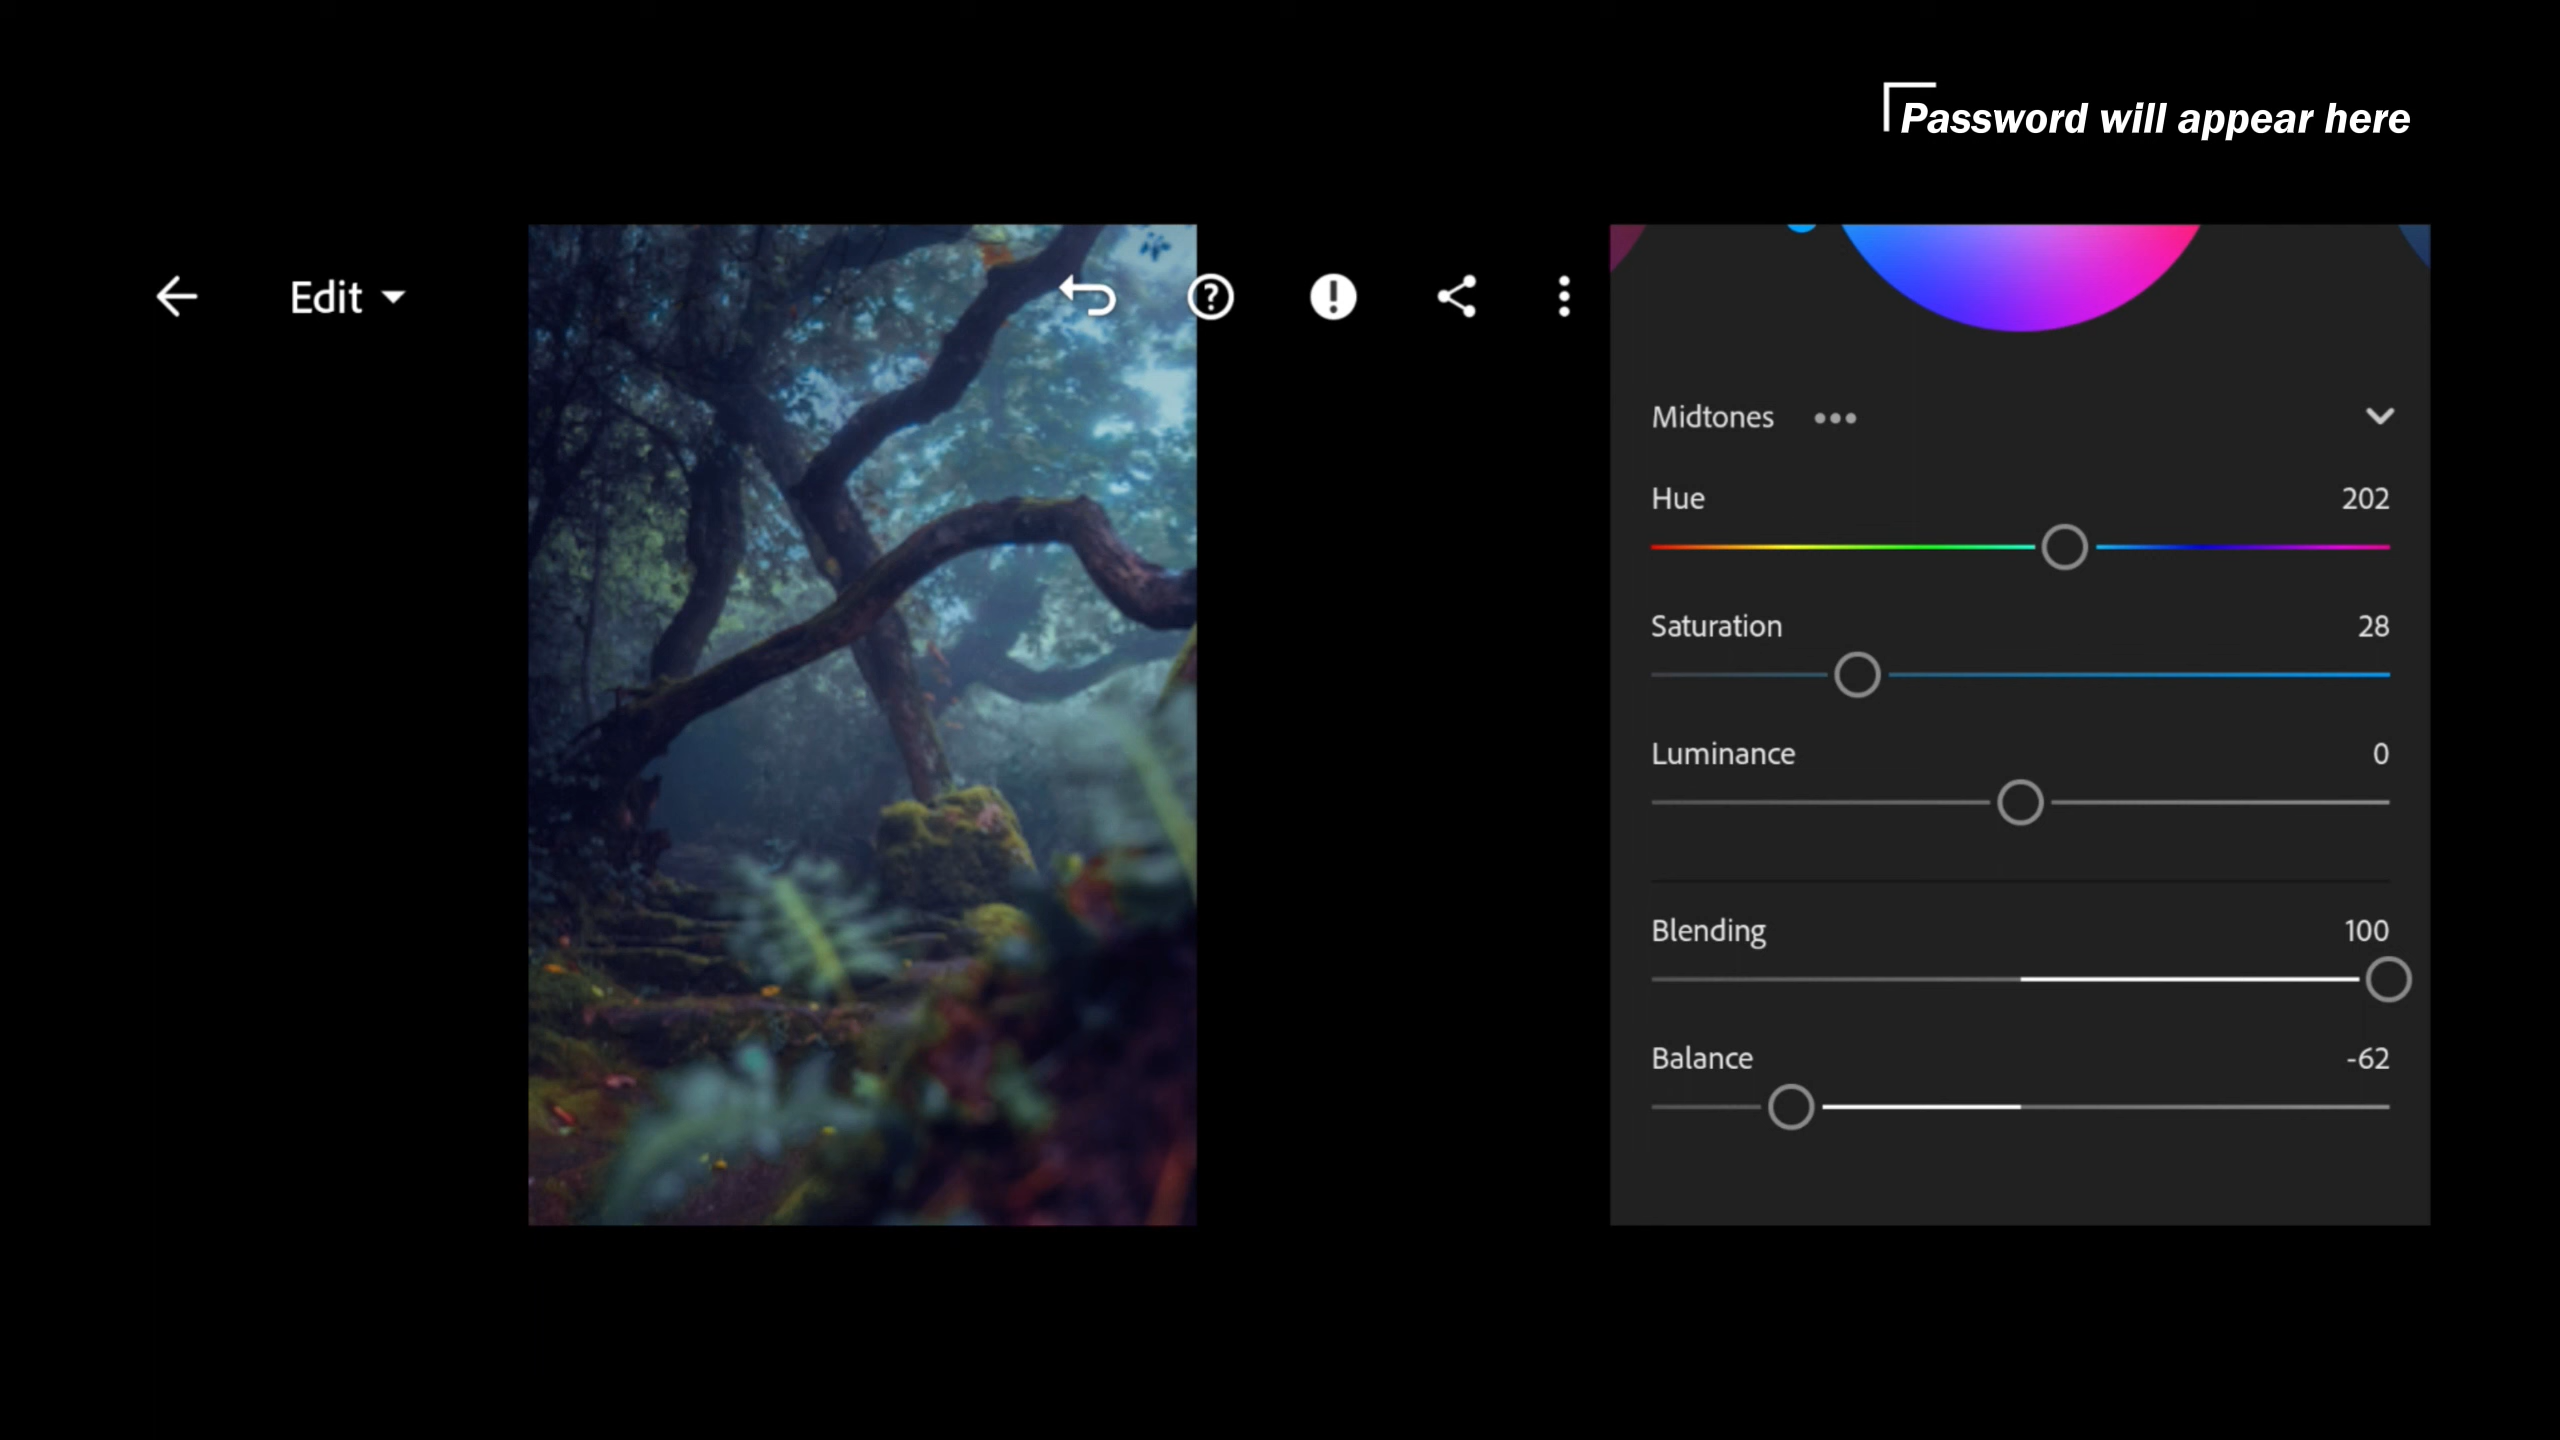 Password will appear here
Edit
Midtones
Hue 202
Saturation 28
Luminance 0
Blending 100
Balance -62